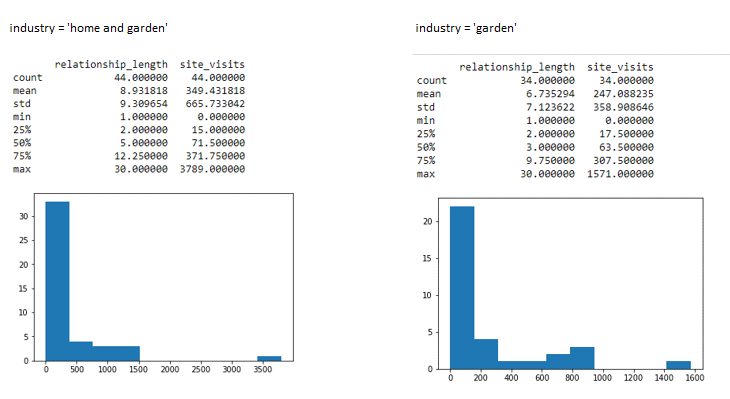 industry = 'home and garden'
relationship_length site_visits
count 44.000000 44.000000
mean 8.931818 349.431818
std 9.309654 665.733042
min 1.000000 0.000000
25% 2.000000 15.000000
50% 5.000000 71.500000
75% 12.250000 371.750000
max 30.000000 3789.000000
30
25
20
15
10
5
0
0 500 1000 1500 2000 2500 3000 3500
industry = 'garden'
relationship_length site_visits
count 34.000000 34.000000
mean 6.735294 247.088235
std 7.123622 358.908646
min 1.000000 0.000000
25% 2.000000 17.500000
50% 3.000000 63.500000
75% 9.750000 307.500000
max 30.000000 1571.000000
20
15
10
5
0
0 200 400 600 800 1000 1200 1400 1600